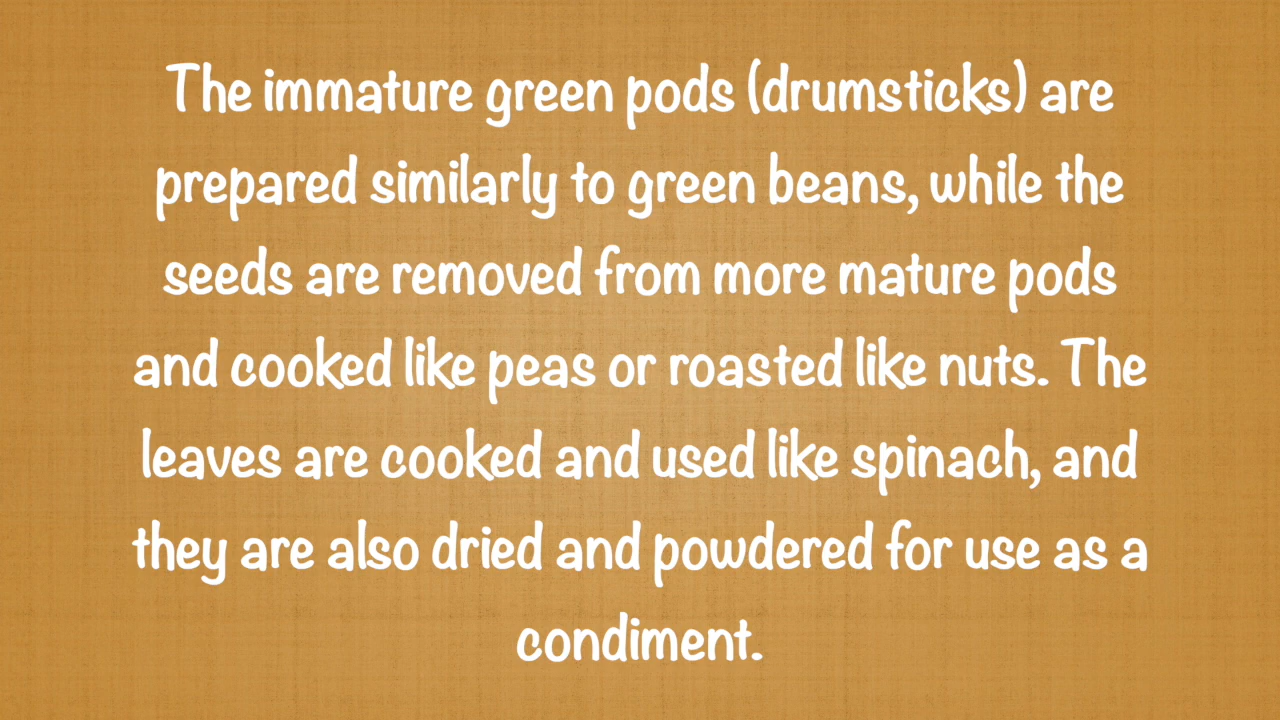 The immature green pods (drumsticks) are
prepared similarly to green beans, while the
seeds are removed from more mature pods
and cooked like peas or roasted like nuts. The
leaves are cooked and used like spinach, and
they are also dried and powdered for use as a
condiment.